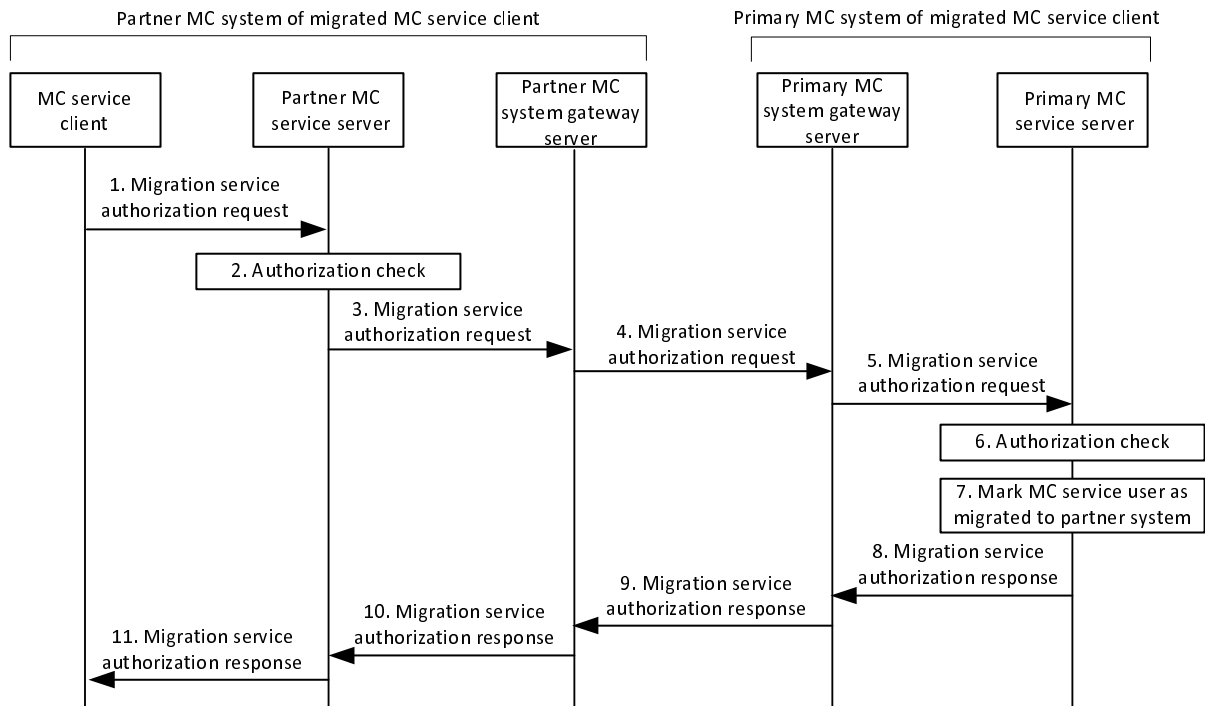 Partner MC system of migrated MC service client
Primary MC system of migrated MC service client
MC service
client
Partner MC
service server
Partner MC
system gateway
server
Primary MC
system gateway
server
Primary MC
service server
1. Migration service
authorization request
2. Authorization check
3. Migration service
authorization request
4. Migration service
authorization request
5. Migration service
authorization request
6. Authorization check
7. Mark MC service user as
migrated to partner system
8. Migration service
authorization response
9. Migration service
authorization response
10. Migration service
authorization response
11. Migration service
authorization response